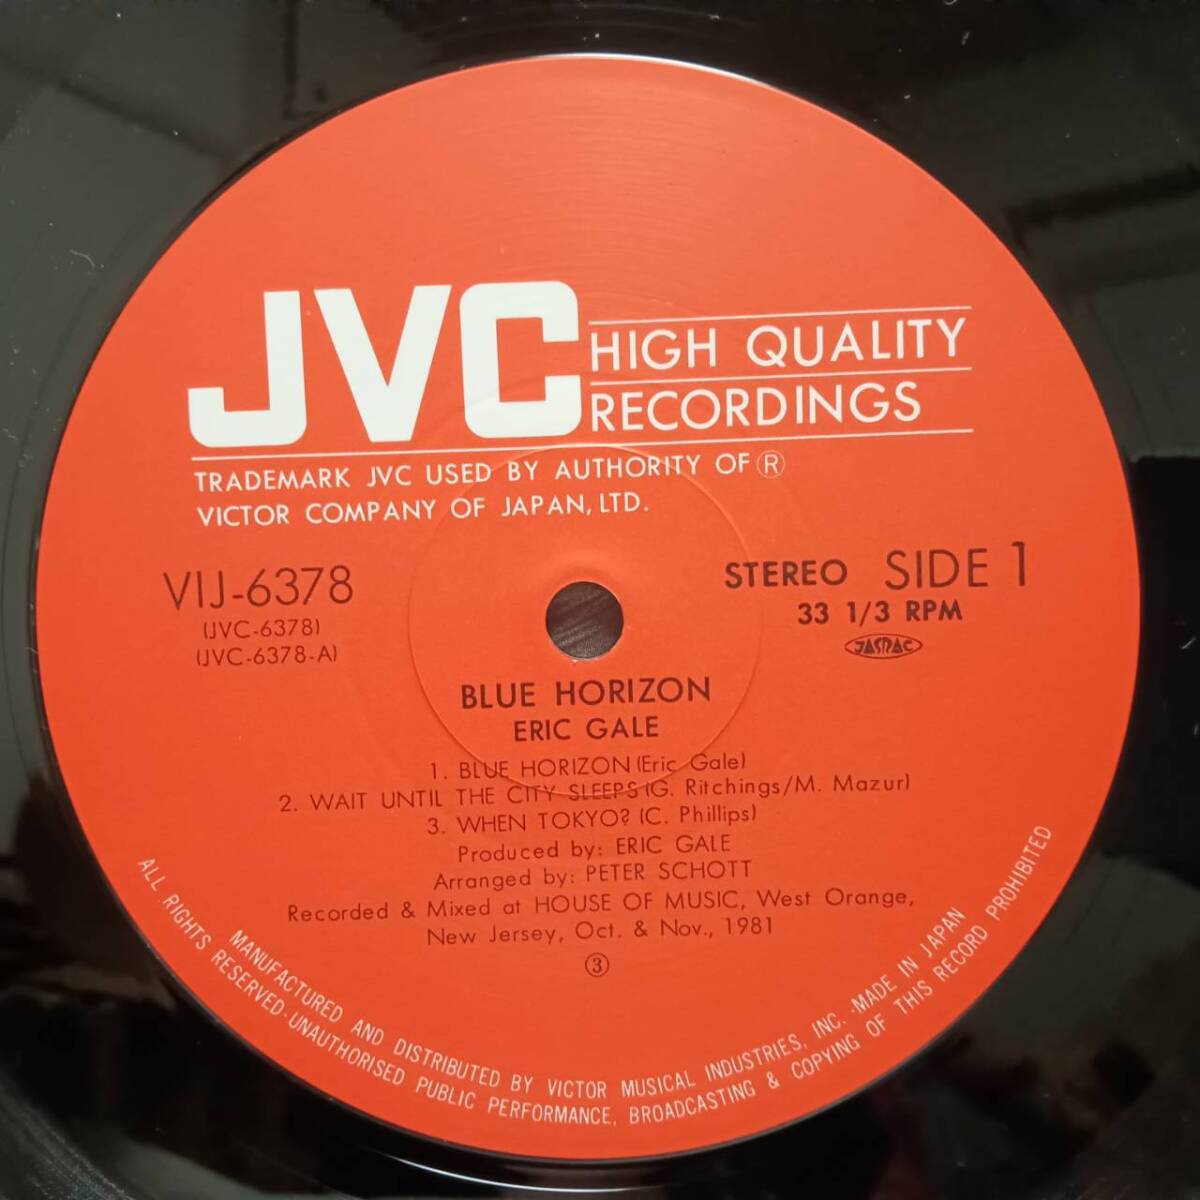 JVC
HIGH QUALITY
RECORDINGS
TRADEMARK JVC USED BY AUTHORITY OF Ⓡ
VICTOR COMPANY OF JAPAN, LTD.
VIJ-6378
(JVC-6378)
(JVC-6378-A)
STEREO SIDE 1
33 1/3 RPM
JASRAC
BLUE HORIZON
ERIC GALE
1. BLUE HORIZON (Eric Gale)
2. WAIT UNTIL THE CITY SLEEPS (G. Ritchings/M. Mazur)
3. WHEN TOKYO? (C. Phillips)
Produced by: ERIC GALE
Arranged by: PETER SCHOTT
Recorded & Mixed at HOUSE OF MUSIC, West Orange,
New Jersey, Oct. & Nov., 1981
③
MANUFACTURED AND DISTRIBUTED BY VICTOR MUSICAL INDUSTRIES, INC. ·MADE IN JAPAN
ALL RIGHTS RESERVED·UNAUTHORISED PUBLIC PERFORMANCE, BROADCASTING & COPYING OF THIS RECORD PROHIBITED